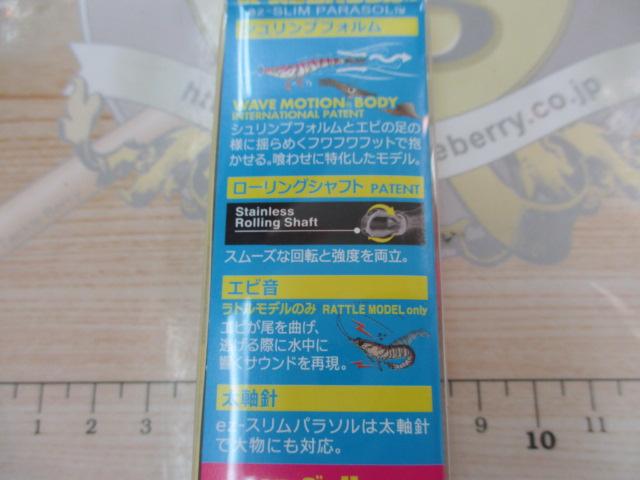 ez-SLIM PARASOL
シュリンプフォルム
WAVE MOTION BODY
INTERNATIONAL PATENT
シュリンプフォルムとエビの足の
様に揺らめくフワフワフットで抱
かせる。喰わせに特化したモデル。
ローリングシャフト PATENT
Stainless
Rolling Shaft
スムーズな回転と強度を両立。
エビ音
ラトルモデルのみ RATTLE MODEL only
エビが尾を曲げ、
逃げる際に水中に
響くサウンドを再現。
太軸針
ez-スリムパラソルは太軸針
で大物にも対応。
eberry.co.jp
1 2 3 9 10 11